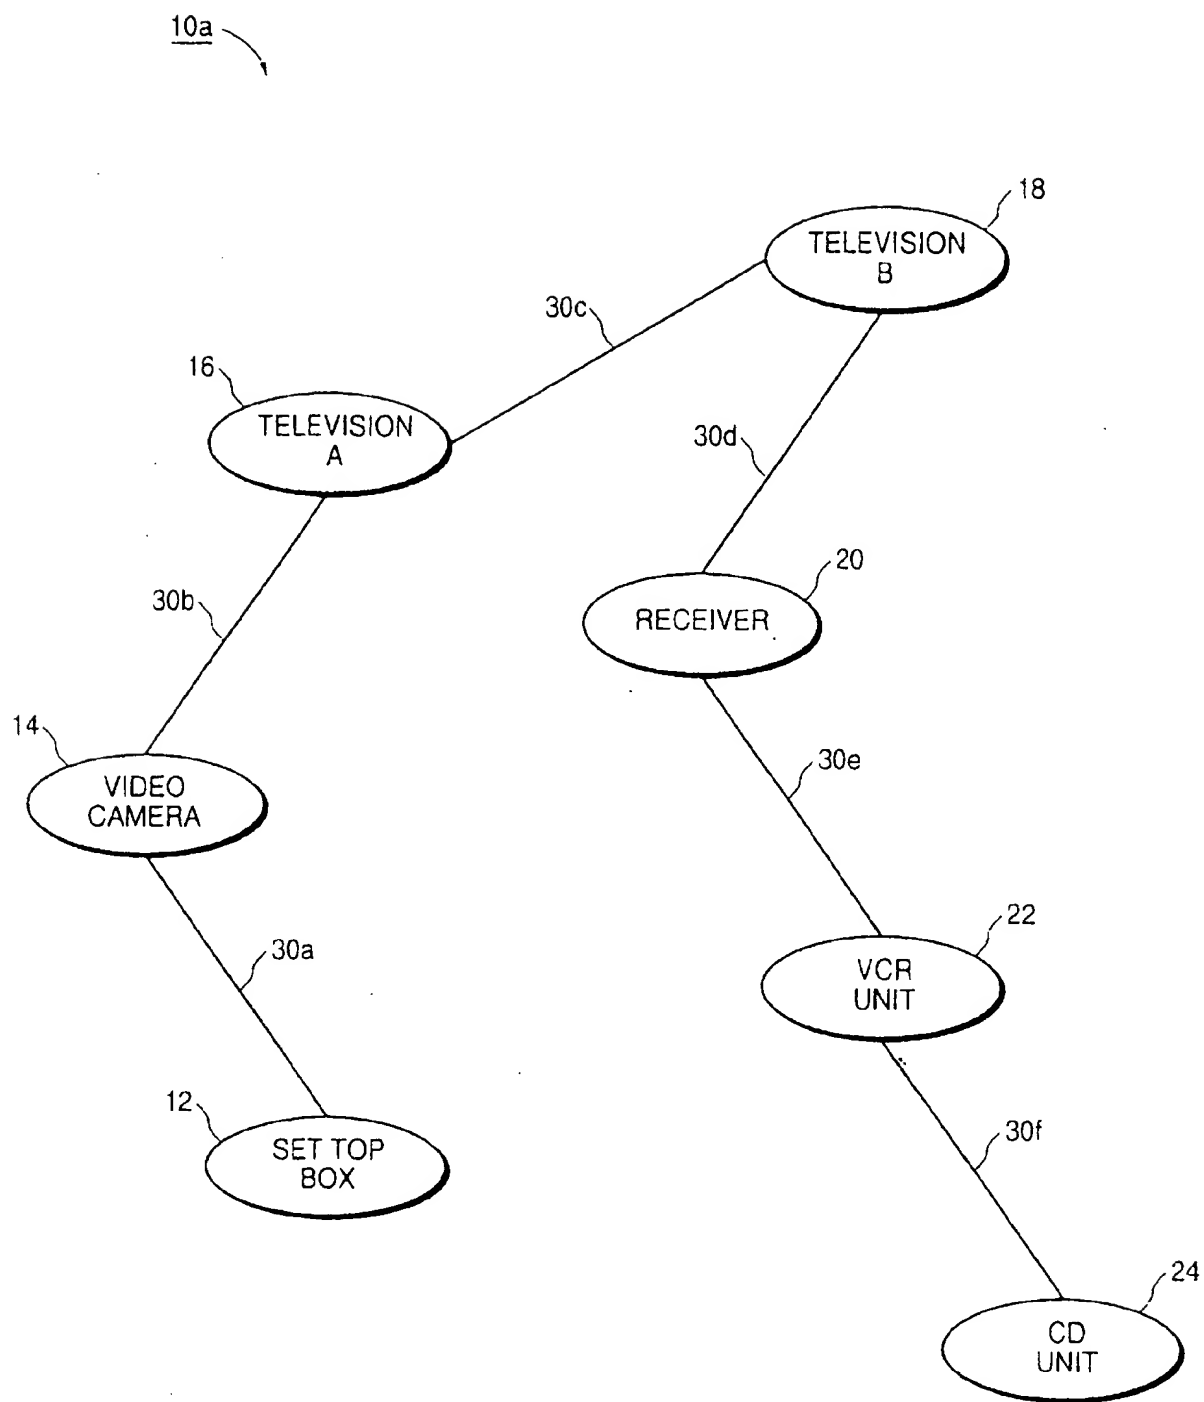 10a
18
TELEVISION
B
30c
16
TELEVISION
A
30d
20
30b
RECEIVER
14
30e
VIDEO
CAMERA
22
30a
VCR
UNIT
12
SET TOP
BOX
30f
24
CD
UNIT